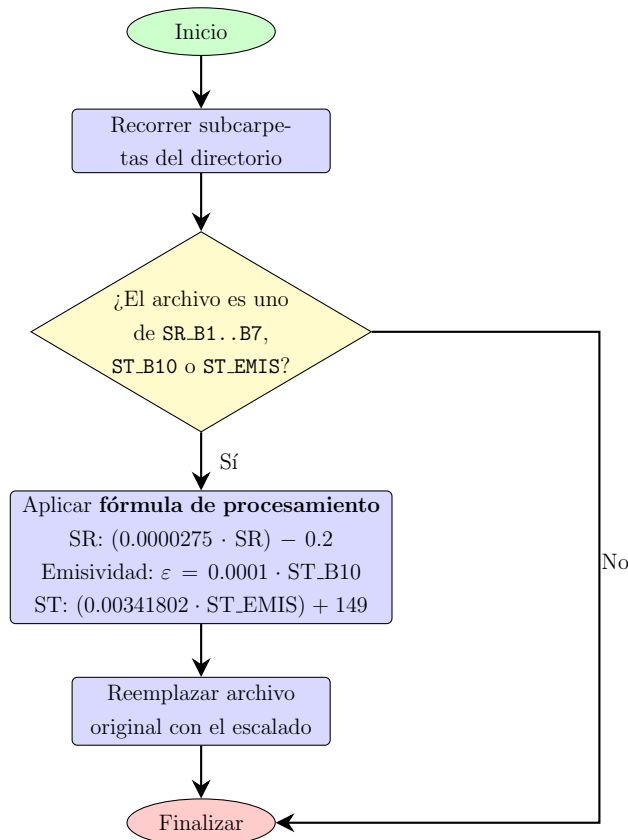 Inicio
Recorrer subcarpe-
tas del directorio
¿El archivo es uno
de SR_B1..B7,
ST_B10 o ST_EMIS?
Sí
Aplicar fórmula de procesamiento
SR: (0.0000275 · SR) − 0.2
Emisividad: ε = 0.0001 · ST_B10
ST: (0.00341802 · ST_EMIS) + 149
No
Reemplazar archivo
original con el escalado
Finalizar